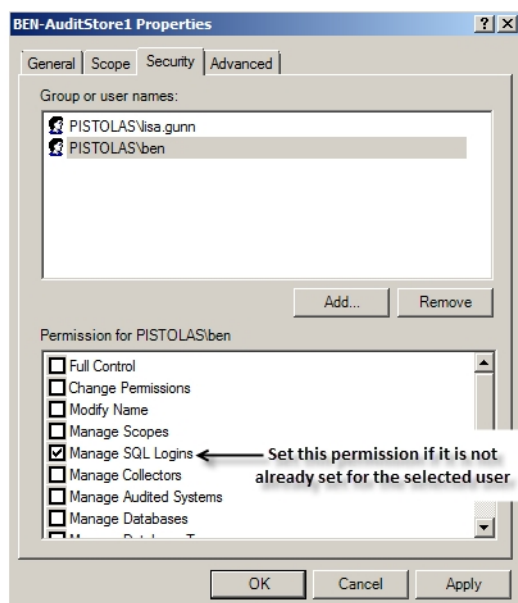 BEN-AuditStore1 Properties
General Scope Security Advanced
Group or user names:
PISTOLAS\lisa.gunn
PISTOLAS\ben
Add... Remove
Permission for PISTOLAS\ben
Full Control
Change Permissions
Modify Name
Manage Scopes
Manage SQL Logins
Set this permission if it is not
already set for the selected user
Manage Collectors
Manage Audited Systems
Manage Databases
OK Cancel Apply